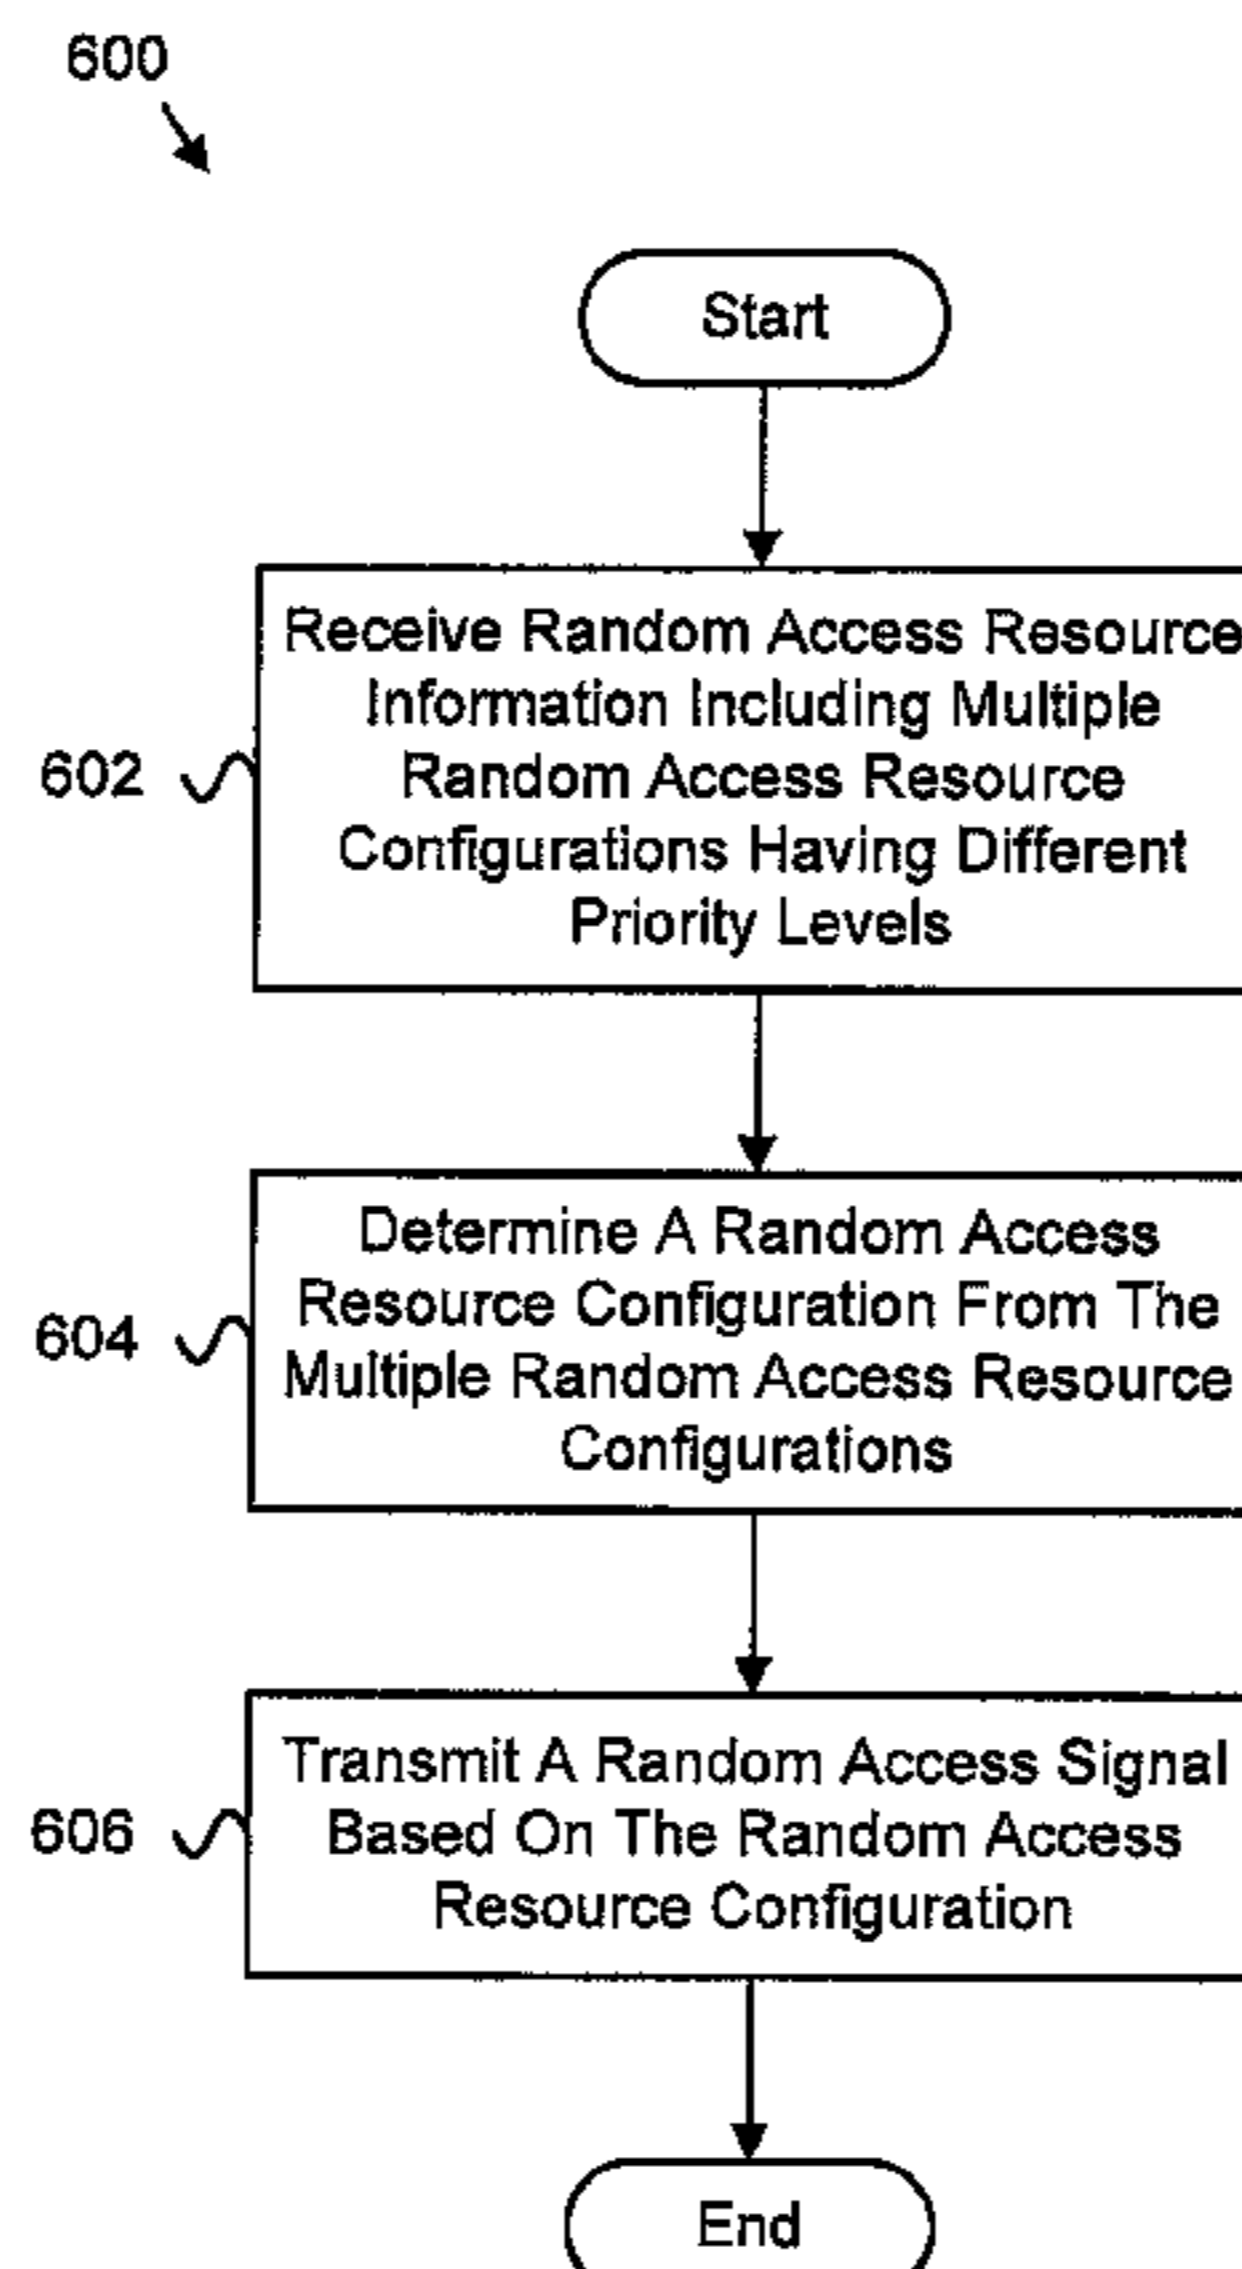 600
Start
Receive Random Access Resource
Information Including Multiple
Random Access Resource
Configurations Having Different
Priority Levels
602
Determine A Random Access
Resource Configuration From The
Multiple Random Access Resource
Configurations
604
Transmit A Random Access Signal
Based On The Random Access
Resource Configuration
606
End